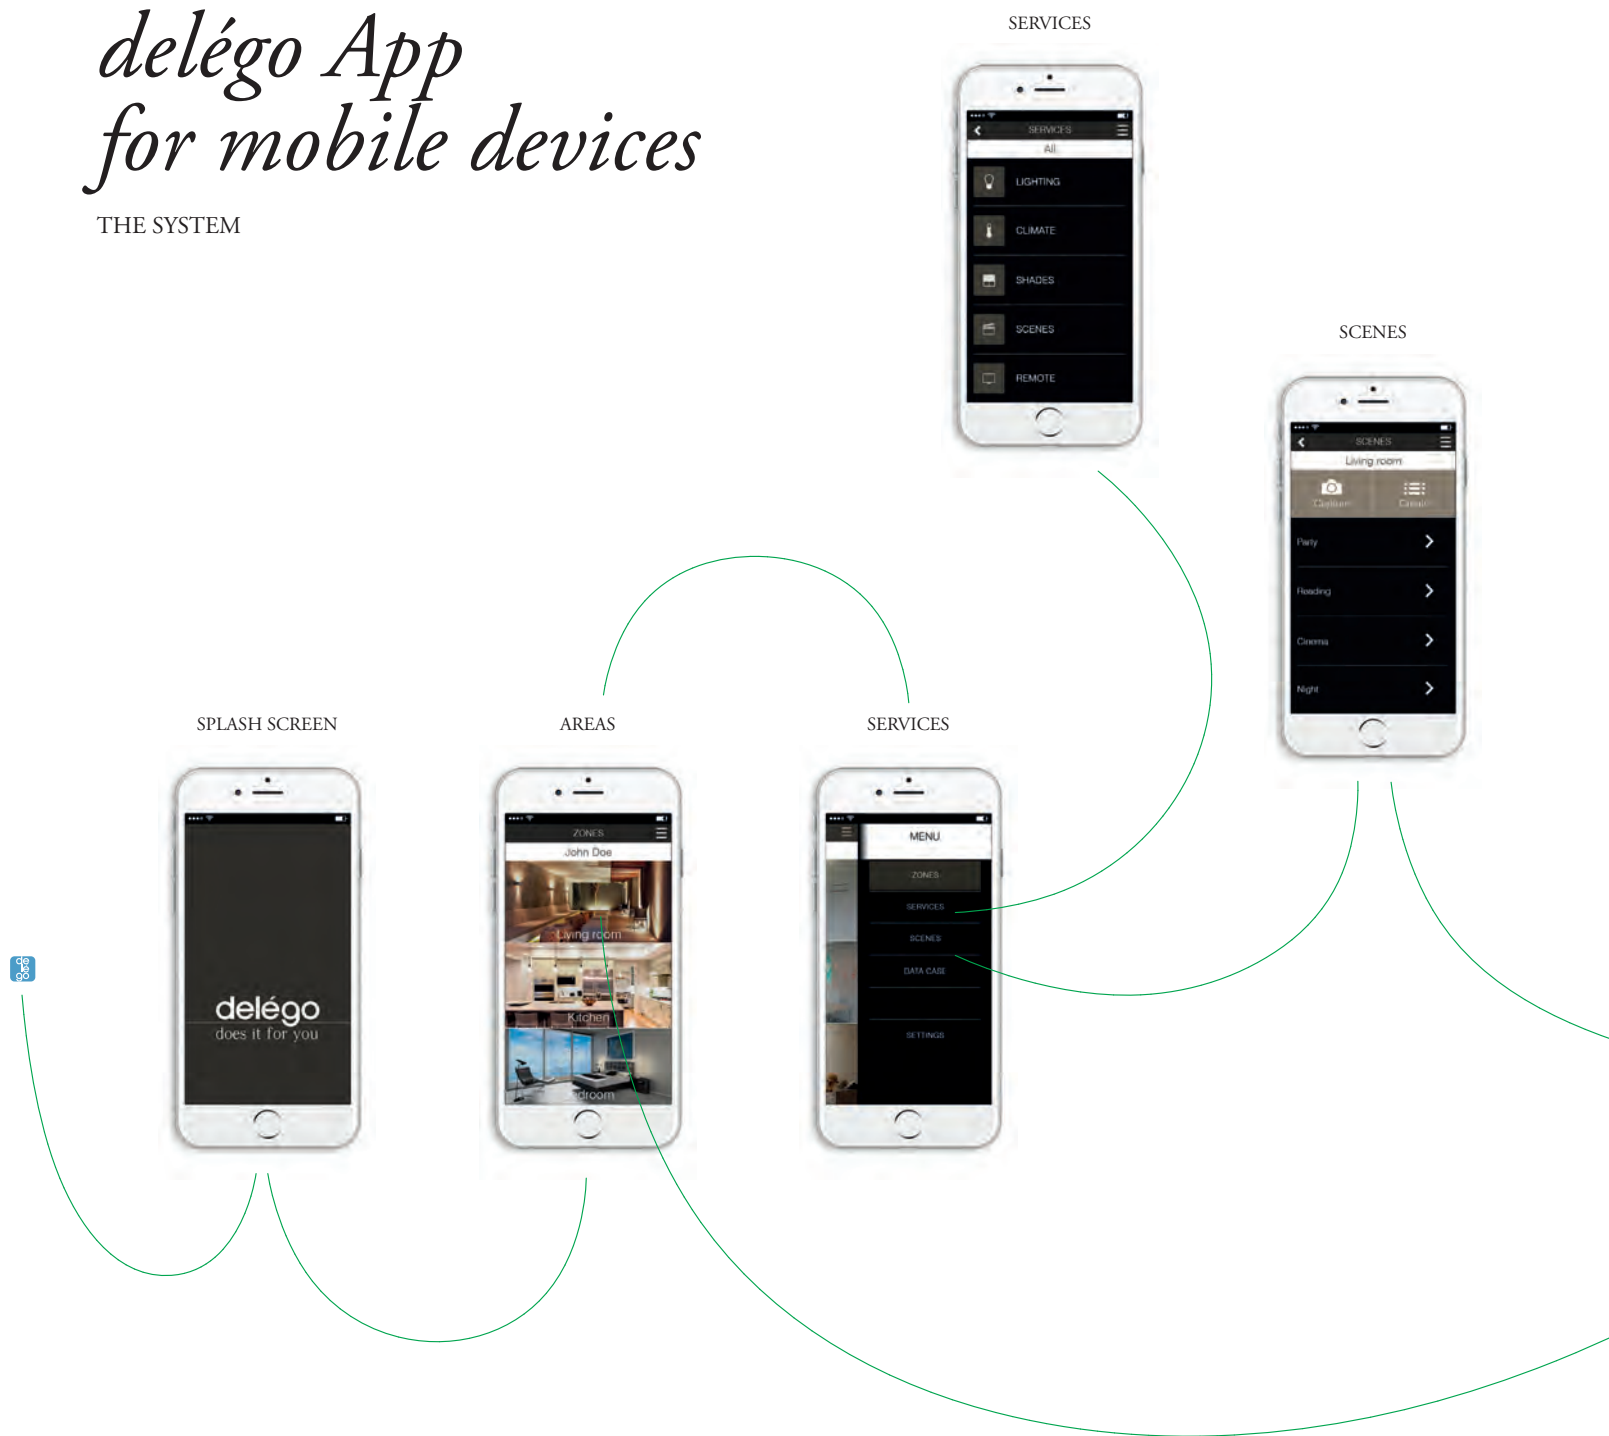 delégo App
for mobile devices
THE SYSTEM
SERVICES
SERVICES
All
LIGHTING
CLIMATE
SHADES
SCENES
REMOTE
SCENES
SCENES
Living room
Capture
Create
Party
Reading
Cinema
Night
SPLASH SCREEN
delégo
does it for you
AREAS
ZONES
John Doe
Living room
Kitchen
SERVICES
MENU
ZONES
SERVICES
SCENES
DATA CASE
SETTINGS